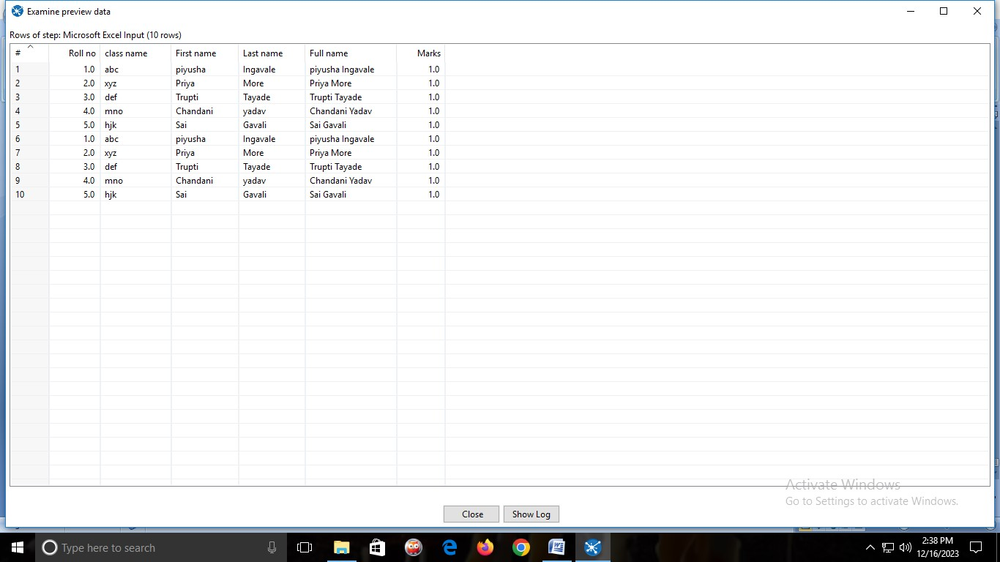 Examine preview data
Rows of step: Microsoft Excel Input (10 rows)
# Roll no class name First name Last name Full name Marks
1 1.0 abc piyusha Ingavale piyusha Ingavale 1.0
2 2.0 xyz Priya More Priya More 1.0
3 3.0 def Trupti Tayade Trupti Tayade 1.0
4 4.0 mno Chandani yadav Chandani Yadav 1.0
5 5.0 hjk Sai Gavali Sai Gavali 1.0
6 1.0 abc piyusha Ingavale piyusha Ingavale 1.0
7 2.0 xyz Priya More Priya More 1.0
8 3.0 def Trupti Tayade Trupti Tayade 1.0
9 4.0 mno Chandani yadav Chandani Yadav 1.0
10 5.0 hjk Sai Gavali Sai Gavali 1.0
Activate Windows
Go to Settings to activate Windows.
Close Show Log
Type here to search
2:38 PM
12/16/2023